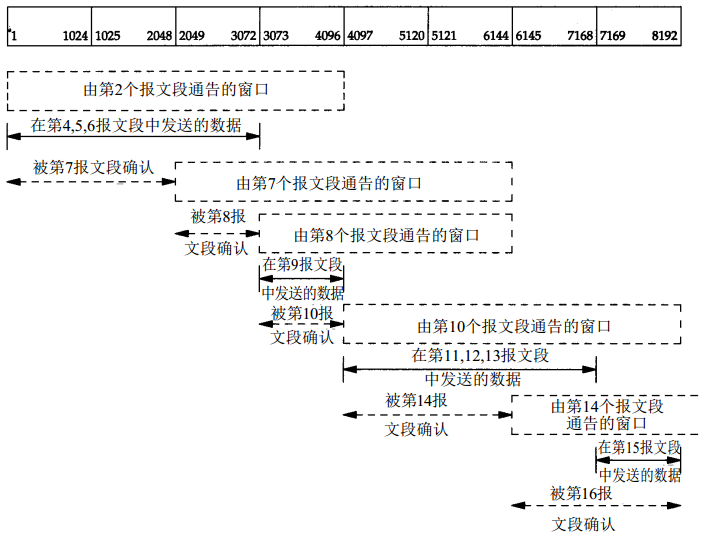 1 1024 1025 2048 2049 3072 3073 4096 4097 5120 5121 6144 6145 7168 7169 8192
由第2个报文段通告的窗口
在第4,5,6报文段中发送的数据
被第7报文段确认
由第7个报文段通告的窗口
被第8报
文段确认
由第8个报文段通告的窗口
在第9报文段
中发送的数据
被第10报
文段确认
由第10个报文段通告的窗口
在第11,12,13报文段
中发送的数据
被第14报
文段确认
由第14个报文段
通告的窗口
在第15报文段
中发送的数据
被第16报
文段确认